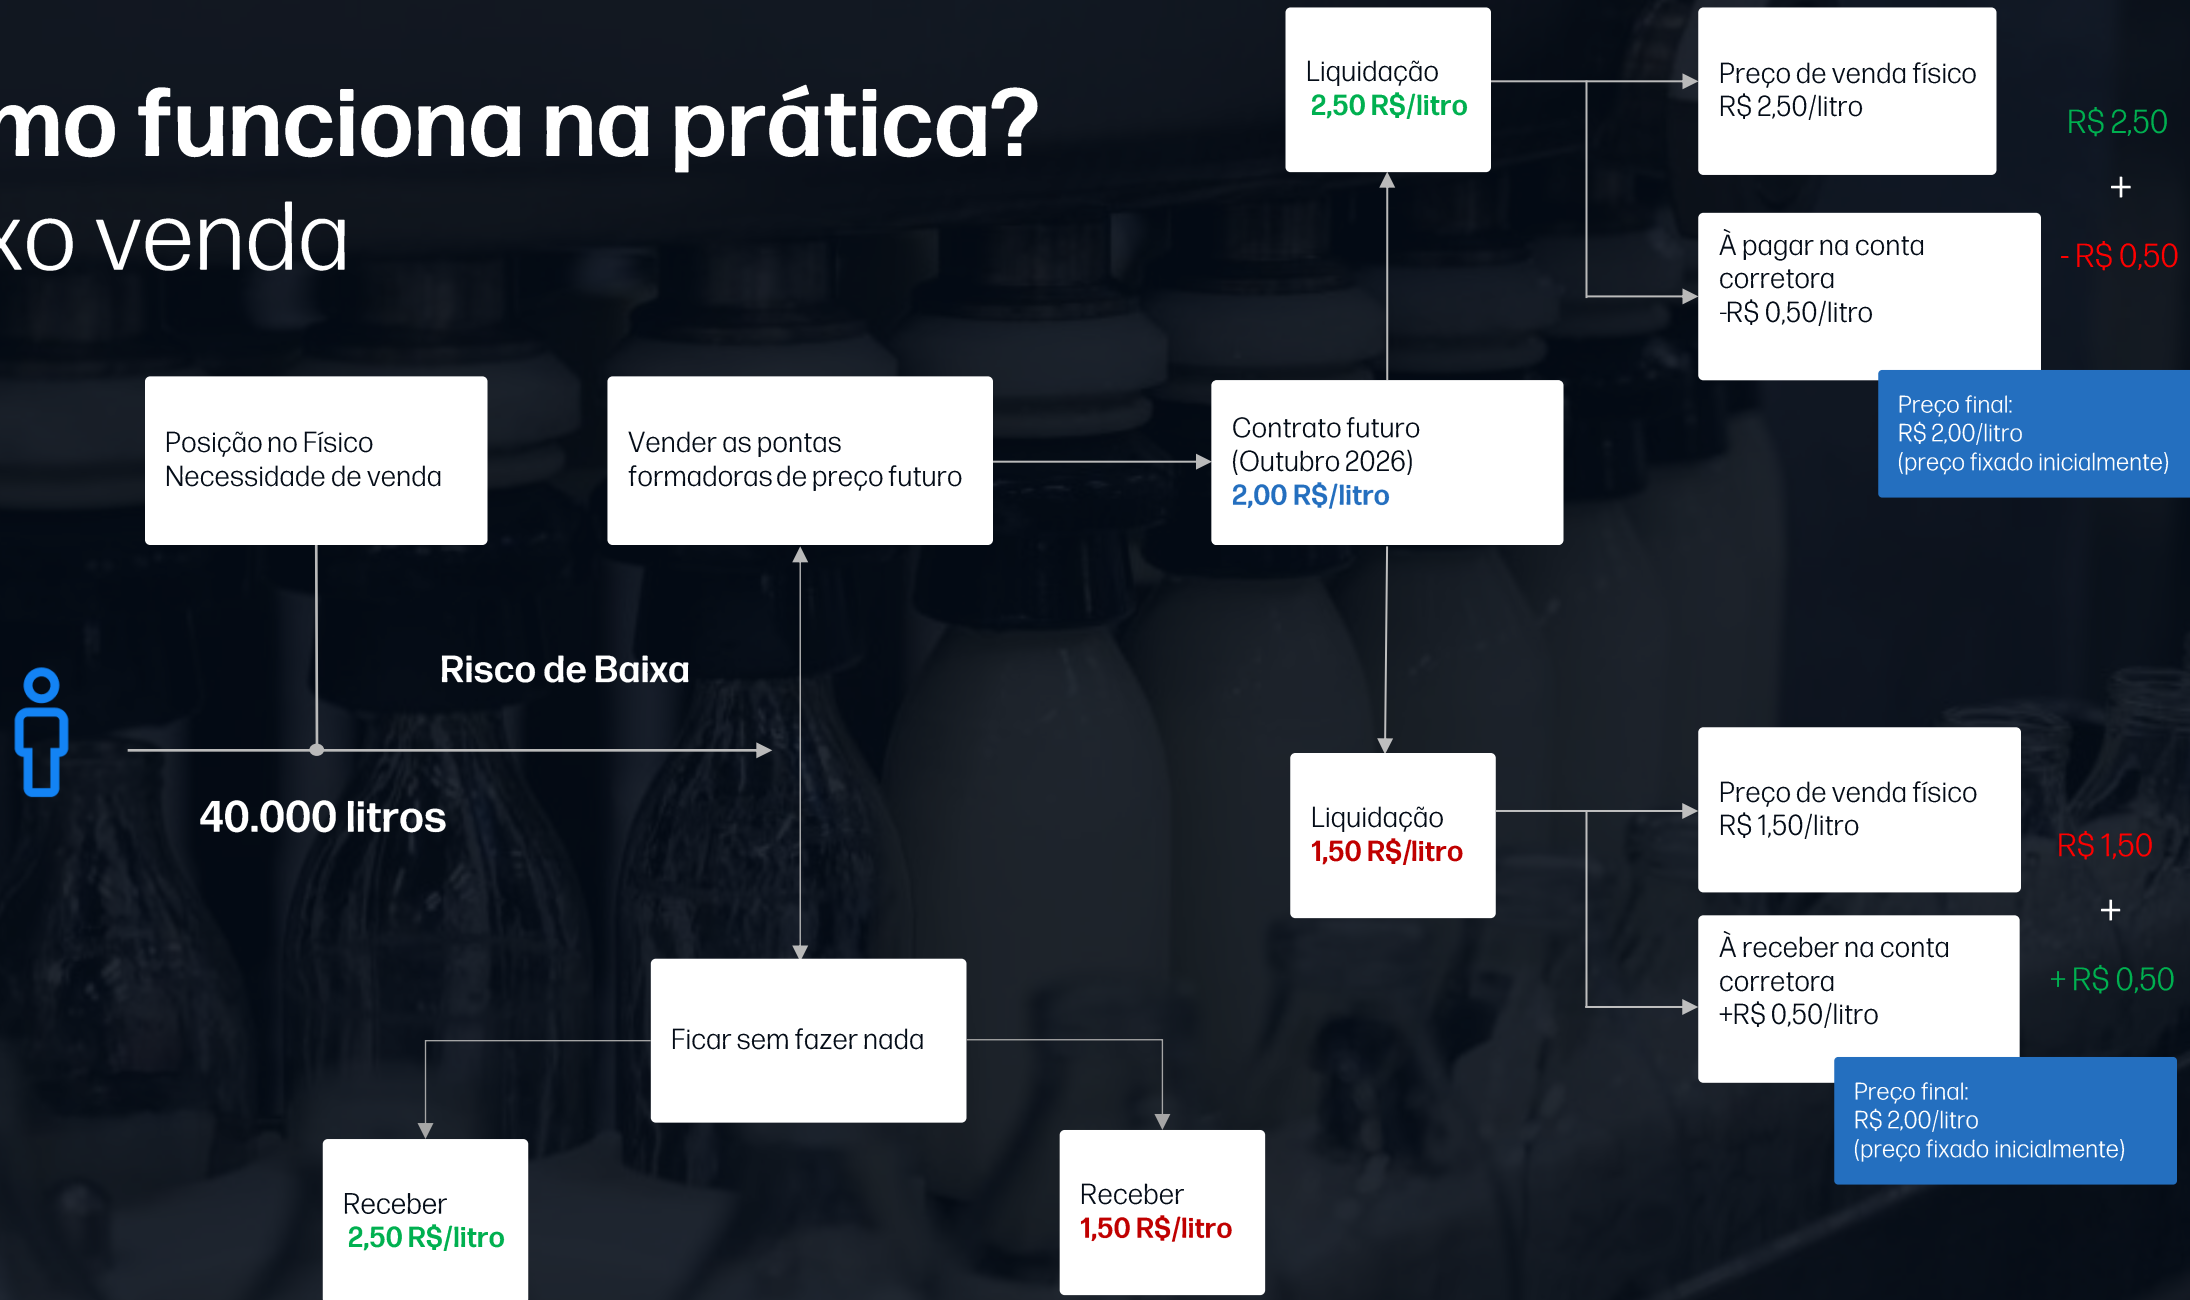 mo funciona na prática?
xo venda
Liquidação
2,50 R$/litro
Preço de venda físico
R$ 2,50/litro
R$ 2,50
+
- R$ 0,50
À pagar na conta
corretora
-R$ 0,50/litro
Preço final:
R$ 2,00/litro
(preço fixado inicialmente)
Posição no Físico
Necessidade de venda
Vender as pontas
formadoras de preço futuro
Contrato futuro
(Outubro 2026)
2,00 R$/litro
Risco de Baixa
40.000 litros
Liquidação
1,50 R$/litro
Preço de venda físico
R$ 1,50/litro
R$ 1,50
+
+ R$ 0,50
À receber na conta
corretora
+R$ 0,50/litro
Preço final:
R$ 2,00/litro
(preço fixado inicialmente)
Ficar sem fazer nada
Receber
2,50 R$/litro
Receber
1,50 R$/litro